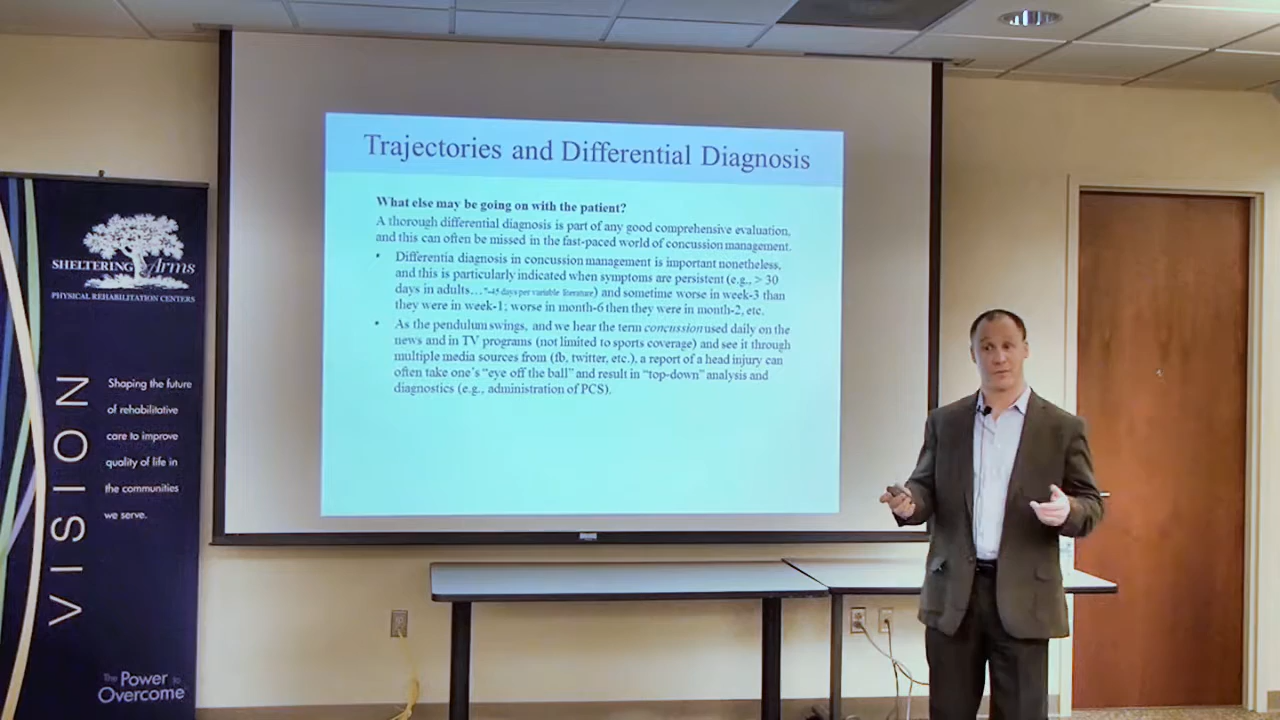 Trajectories and Differential Diagnosis
What else may be going on with the patient?
A thorough differential diagnosis is part of any good comprehensive evaluation,
and this can often be missed in the fast-paced world of concussion management.
• Differentia diagnosis in concussion management is important nonetheless,
and this is particularly indicated when symptoms are persistent (e.g., > 30
days in adults… days per variable literature) and sometime worse in week-3 than
they were in week-1; worse in month-6 then they were in month-2, etc.
• As the pendulum swings, and we hear the term concussion used daily on the
news and in TV programs (not limited to sports coverage) and see it through
multiple media sources from (fb, twitter, etc.), a report of a head injury can
often take one's "eye off the ball" and result in "top-down" analysis and
diagnostics (e.g., administration of PCS).
SHELTERING Arms
PHYSICAL REHABILITATION CENTERS
VISION
Shaping the future
of rehabilitative
care to improve
quality of life in
the communities
we serve.
The Power to
Overcome